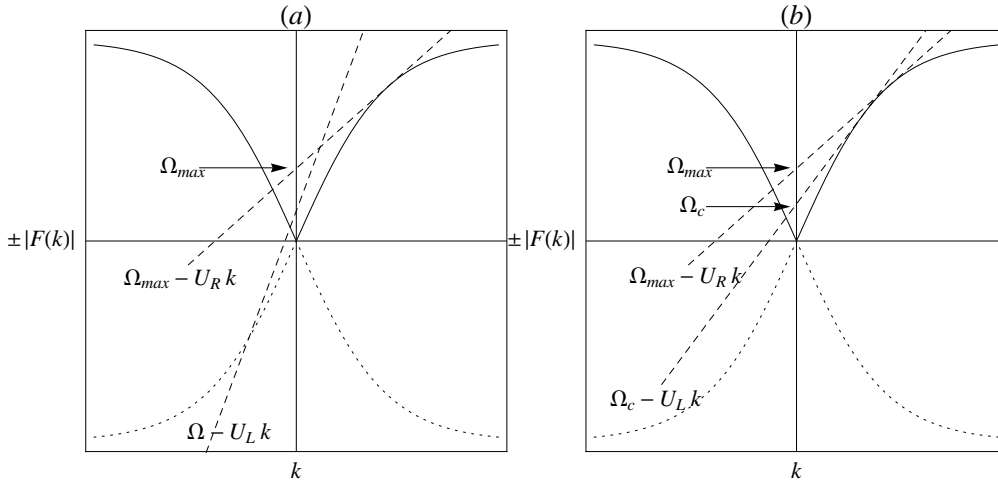 (a)
Ω_max
± |F(k)|
Ω_max − U_R k
Ω − U_L k
k
(b)
Ω_max
Ω_c
± |F(k)|
Ω_max − U_R k
Ω_c − U_L k
k